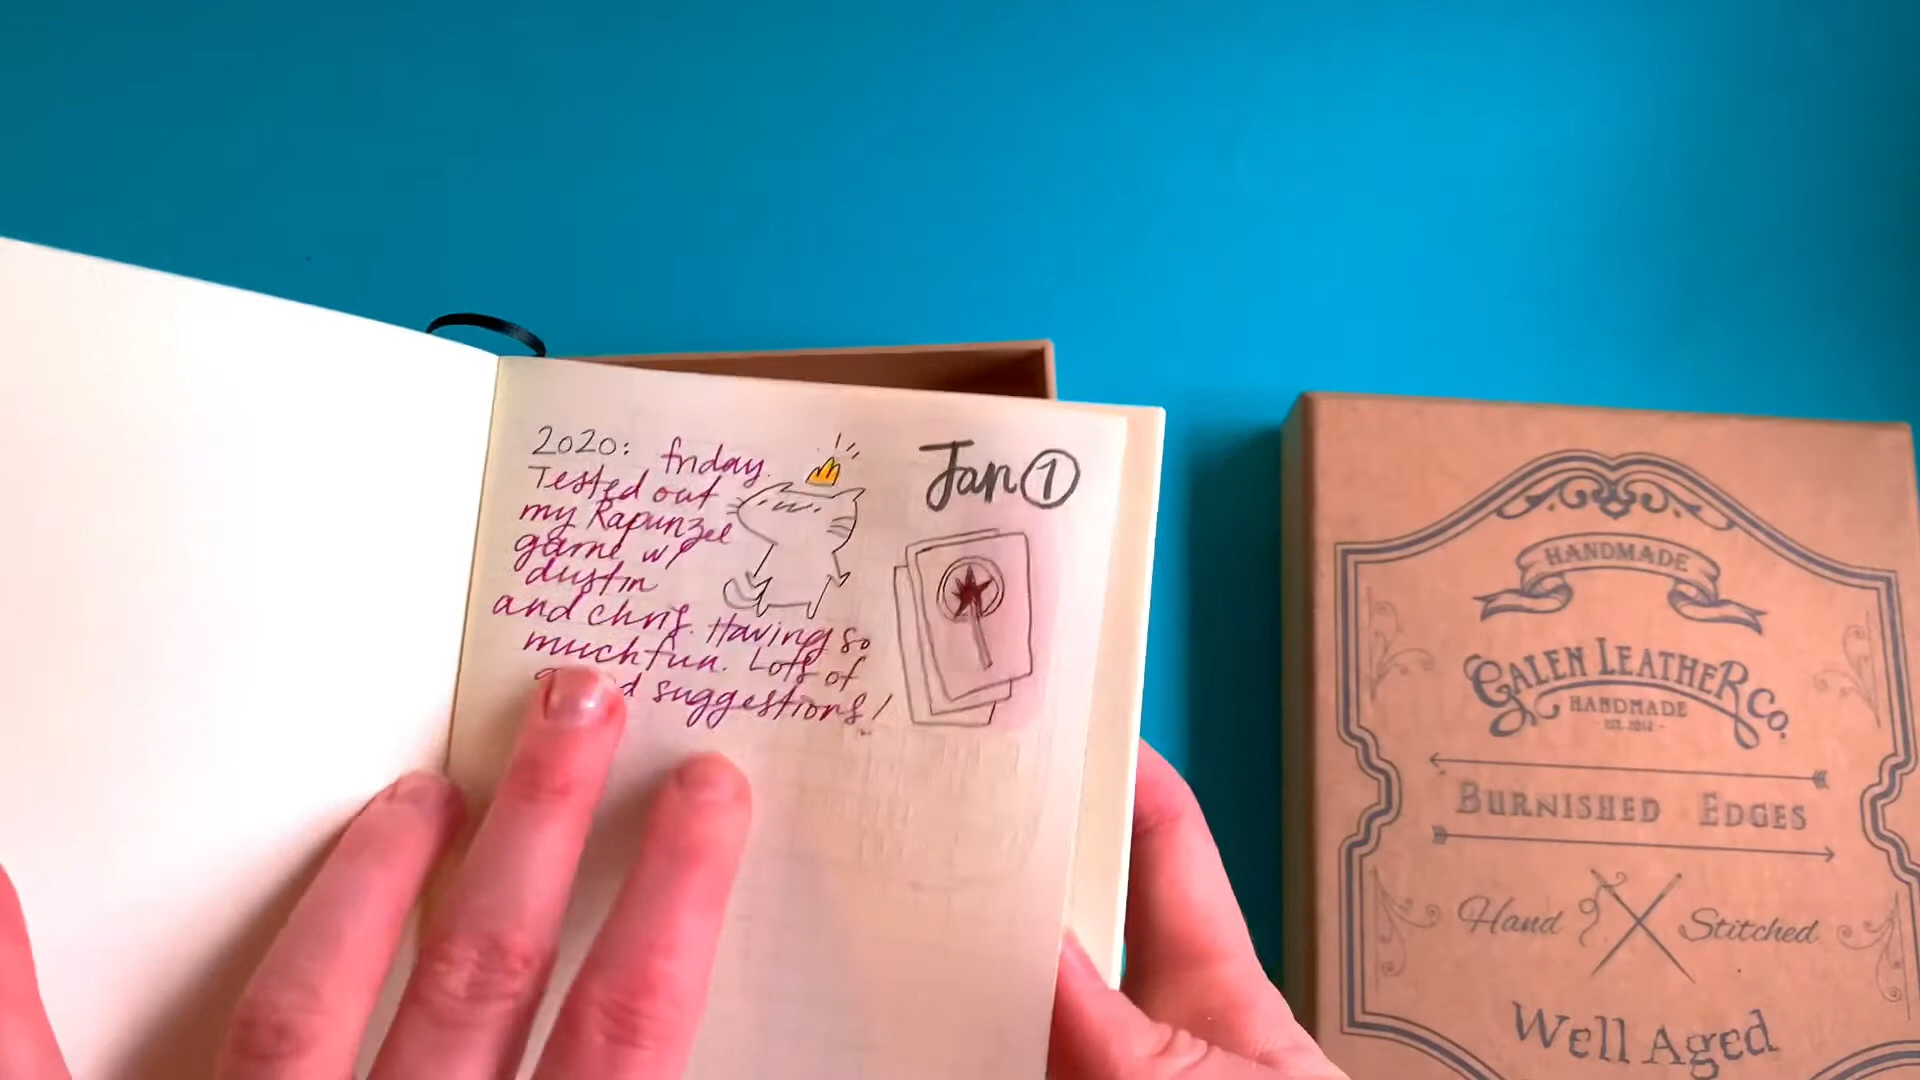 2020: friday.
Tested out
my Rapunzel
game w/
dustin
and chris. Having so
much fun. Lots of
suggestions!
Jan 1
HANDMADE
GALEN LEATHER Co.
HANDMADE
BURNISHED EDGES
Hand Stitched
Well Aged